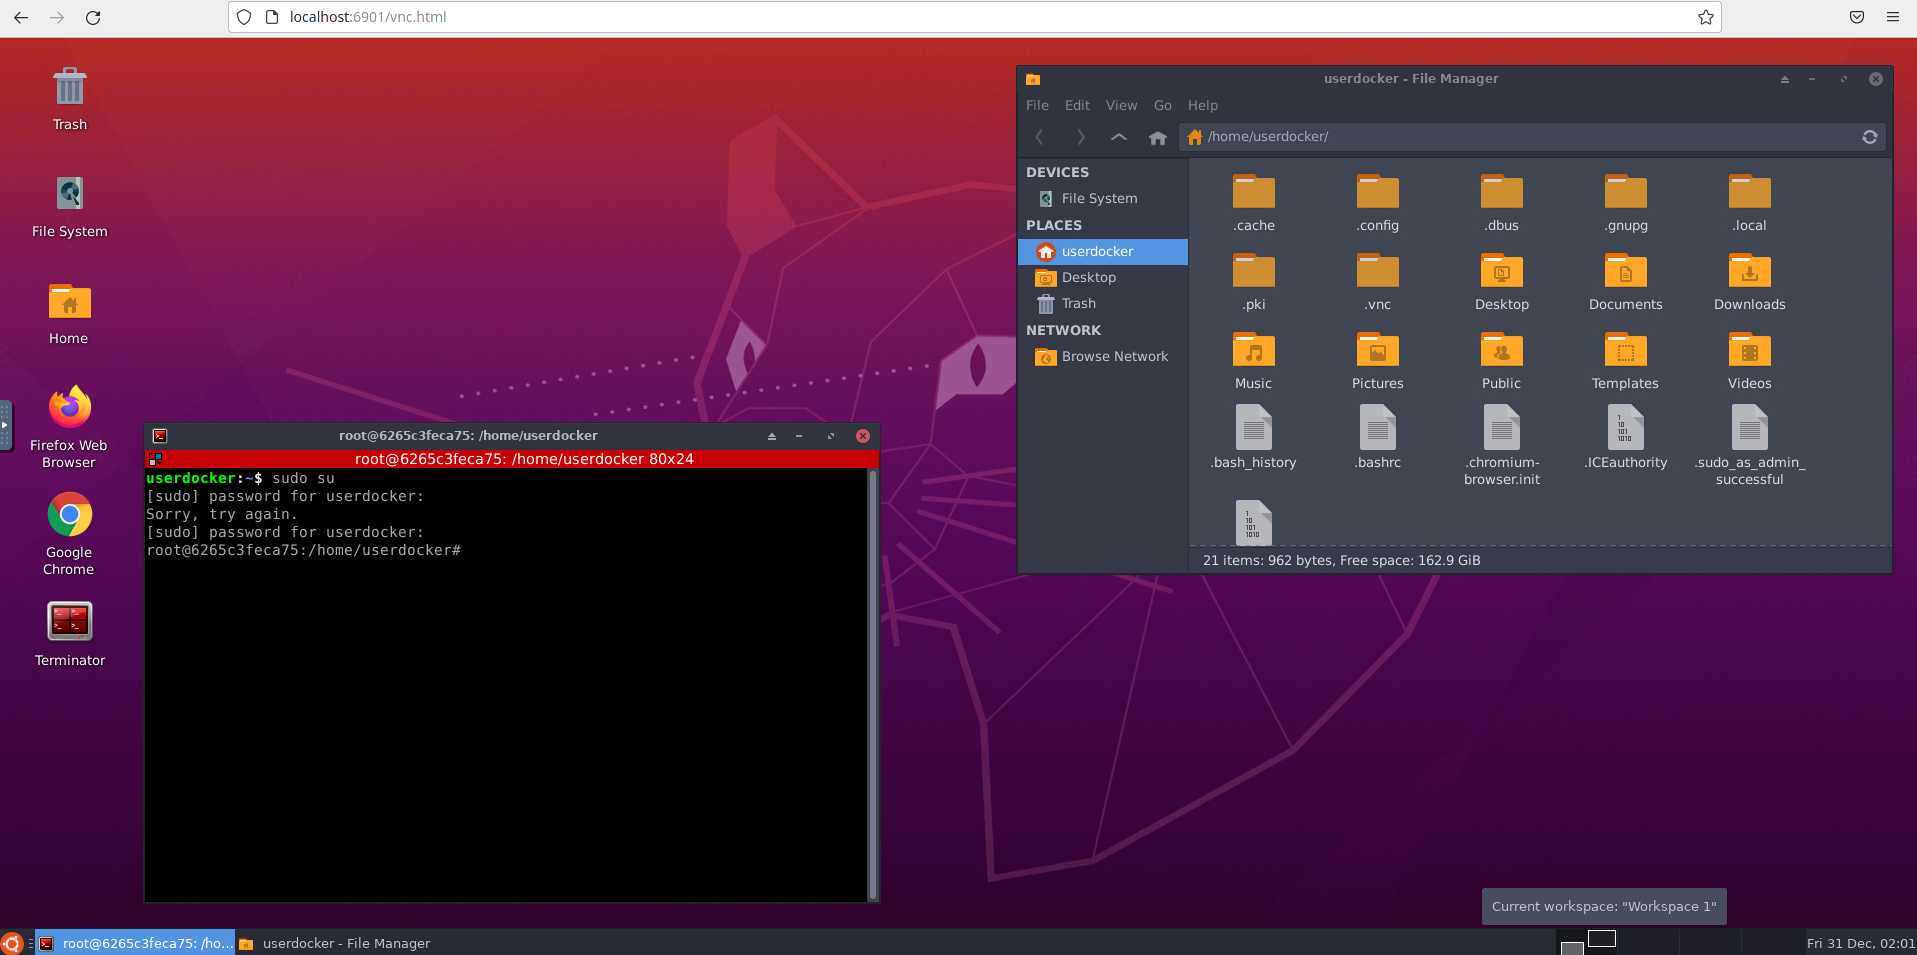 localhost:6901/vnc.html
Trash
File System
Home
Firefox Web
Browser
Google
Chrome
Terminator
userdocker - File Manager
File Edit View Go Help
/home/userdocker/
DEVICES
File System
PLACES
userdocker
Desktop
Trash
NETWORK
Browse Network
.cache .config .dbus .gnupg .local
.pki .vnc Desktop Documents Downloads
Music Pictures Public Templates Videos
.bash_history .bashrc .chromium-browser.init .ICEauthority .sudo_as_admin_successful
21 items: 962 bytes, Free space: 162.9 GiB
root@6265c3feca75: /home/userdocker
root@6265c3feca75: /home/userdocker 80x24
userdocker:~$ sudo su
[sudo] password for userdocker:
Sorry, try again.
[sudo] password for userdocker:
root@6265c3feca75:/home/userdocker#
Current workspace: "Workspace 1"
root@6265c3feca75: /ho...
userdocker - File Manager
Fri 31 Dec, 02:01